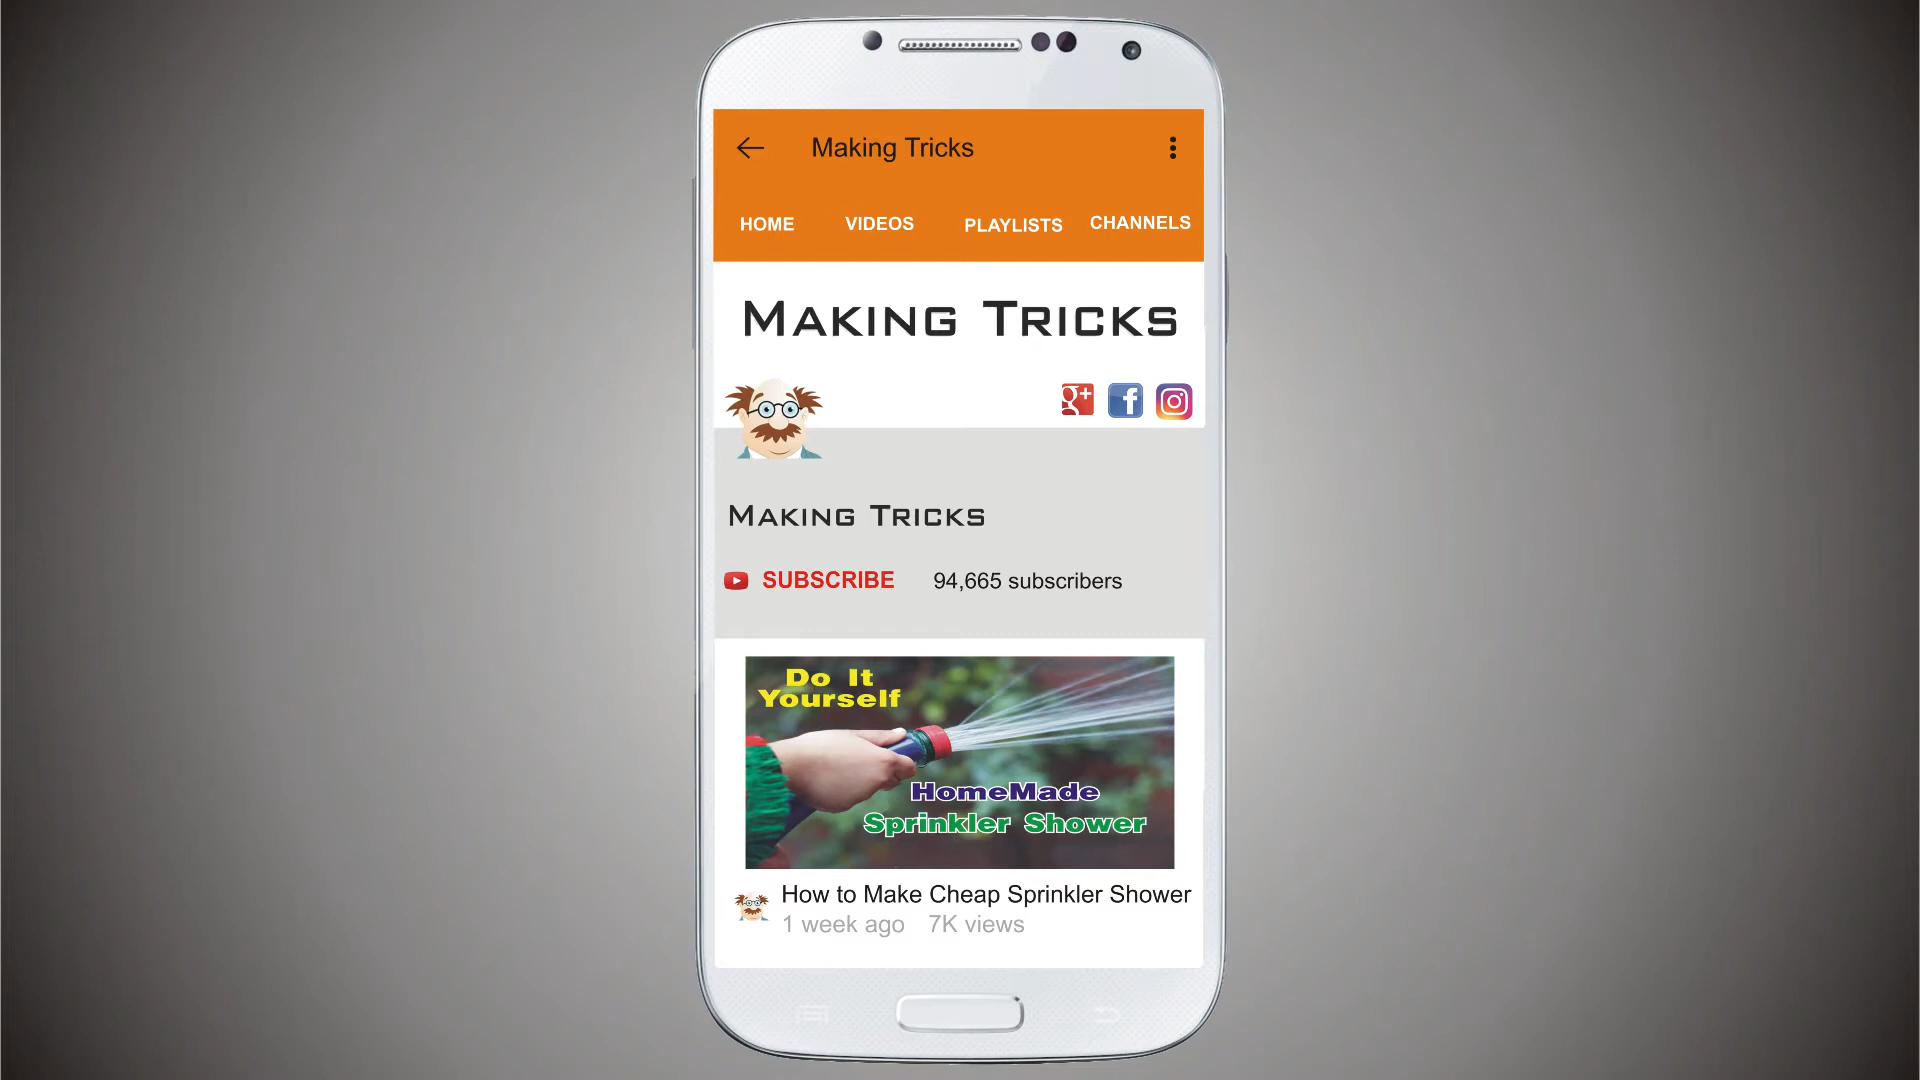 Making Tricks
HOME VIDEOS PLAYLISTS CHANNELS
MAKING TRICKS
g+ f
MAKING TRICKS
SUBSCRIBE 94,665 subscribers
Do It
Yourself
HomeMade
Sprinkler Shower
How to Make Cheap Sprinkler Shower
1 week ago 7K views